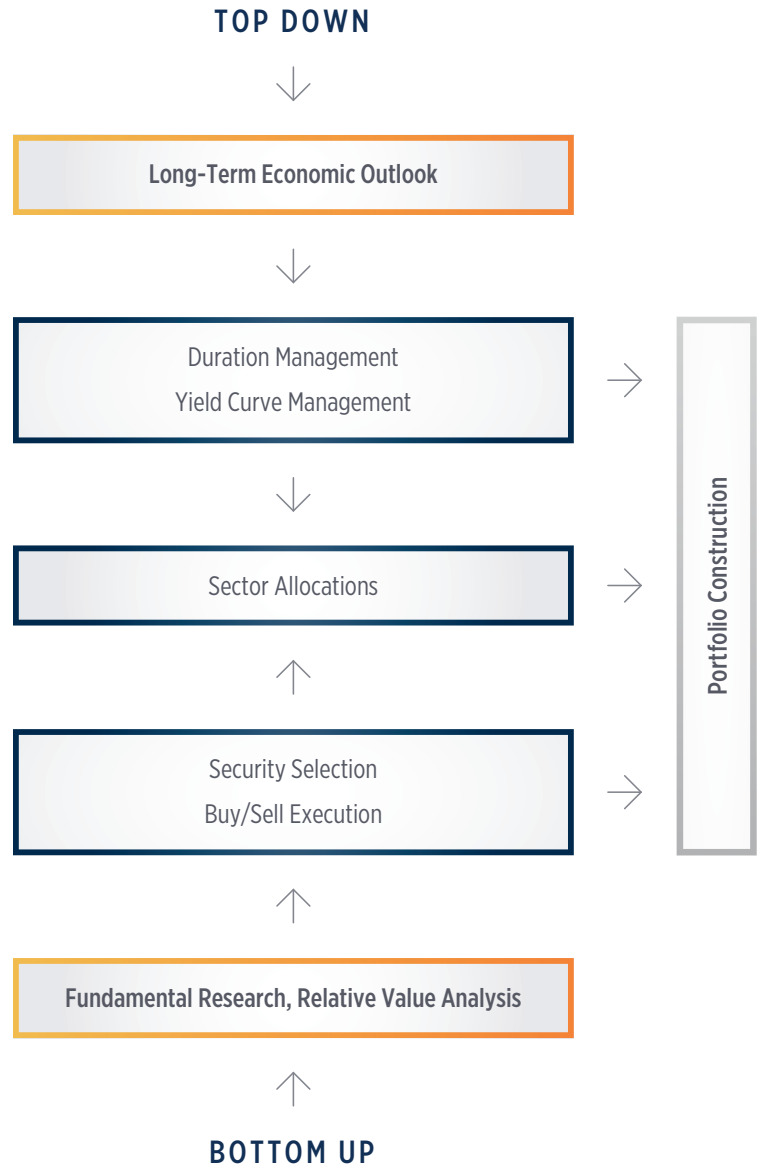 TOP DOWN
Long-Term Economic Outlook
Duration Management
Yield Curve Management
Sector Allocations
Portfolio Construction
Security Selection
Buy/Sell Execution
Fundamental Research, Relative Value Analysis
BOTTOM UP